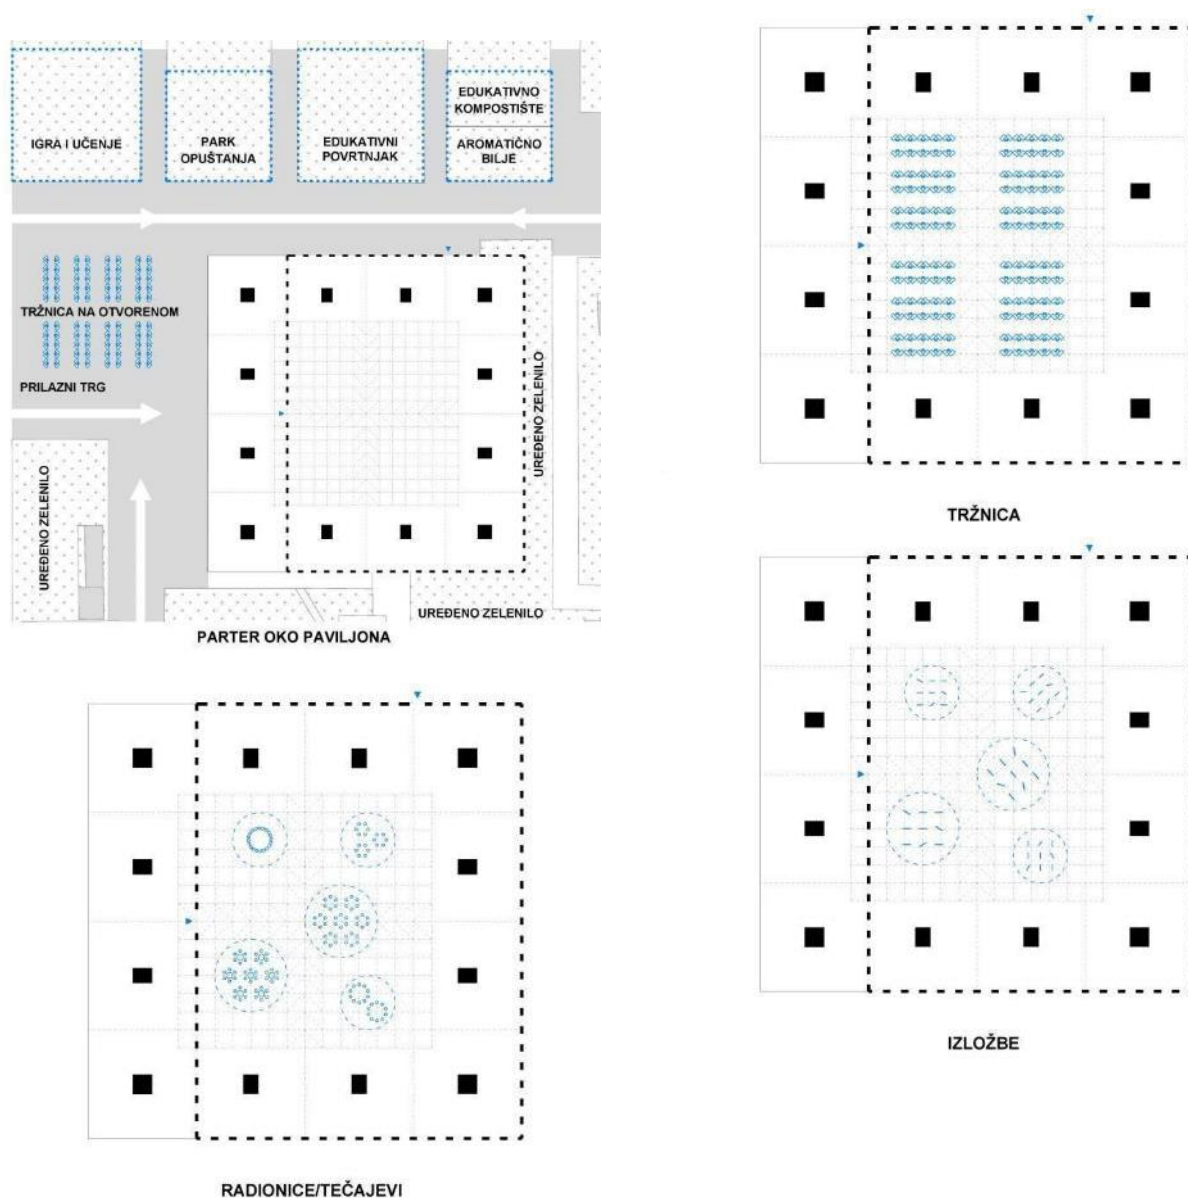 IGRA I UČENJE
PARK
OPUŠTANJA
EDUKATIVNI
POVRTNJAK
EDUKATIVNO
KOMPOSTIŠTE
AROMATIČNO
BILJE
TRŽNICA NA OTVORENOM
PRILAZNI TRG
UREĐENO ZELENILO
UREĐENO ZELENILO
UREĐENO ZELENILO
PARTER OKO PAVILJONA
TRŽNICA
IZLOŽBE
RADIONICE/TEČAJEVI